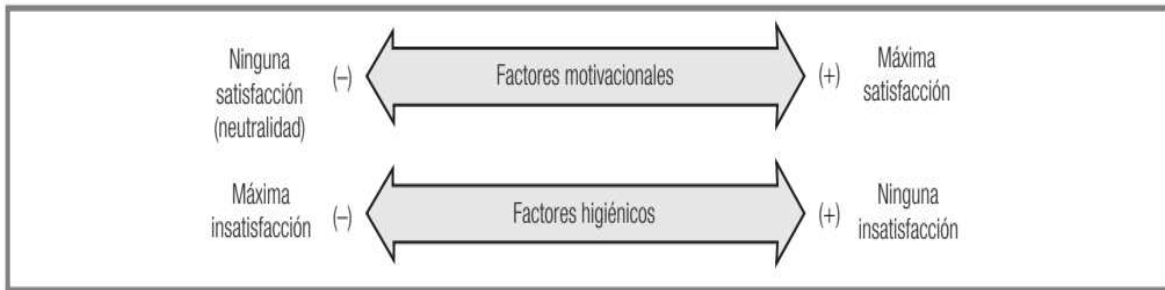 Ninguna
satisfacción
(neutralidad)
(–)
Factores motivacionales
(+)
Máxima
satisfacción
Máxima
insatisfacción
(–)
Factores higiénicos
(+)
Ninguna
insatisfacción